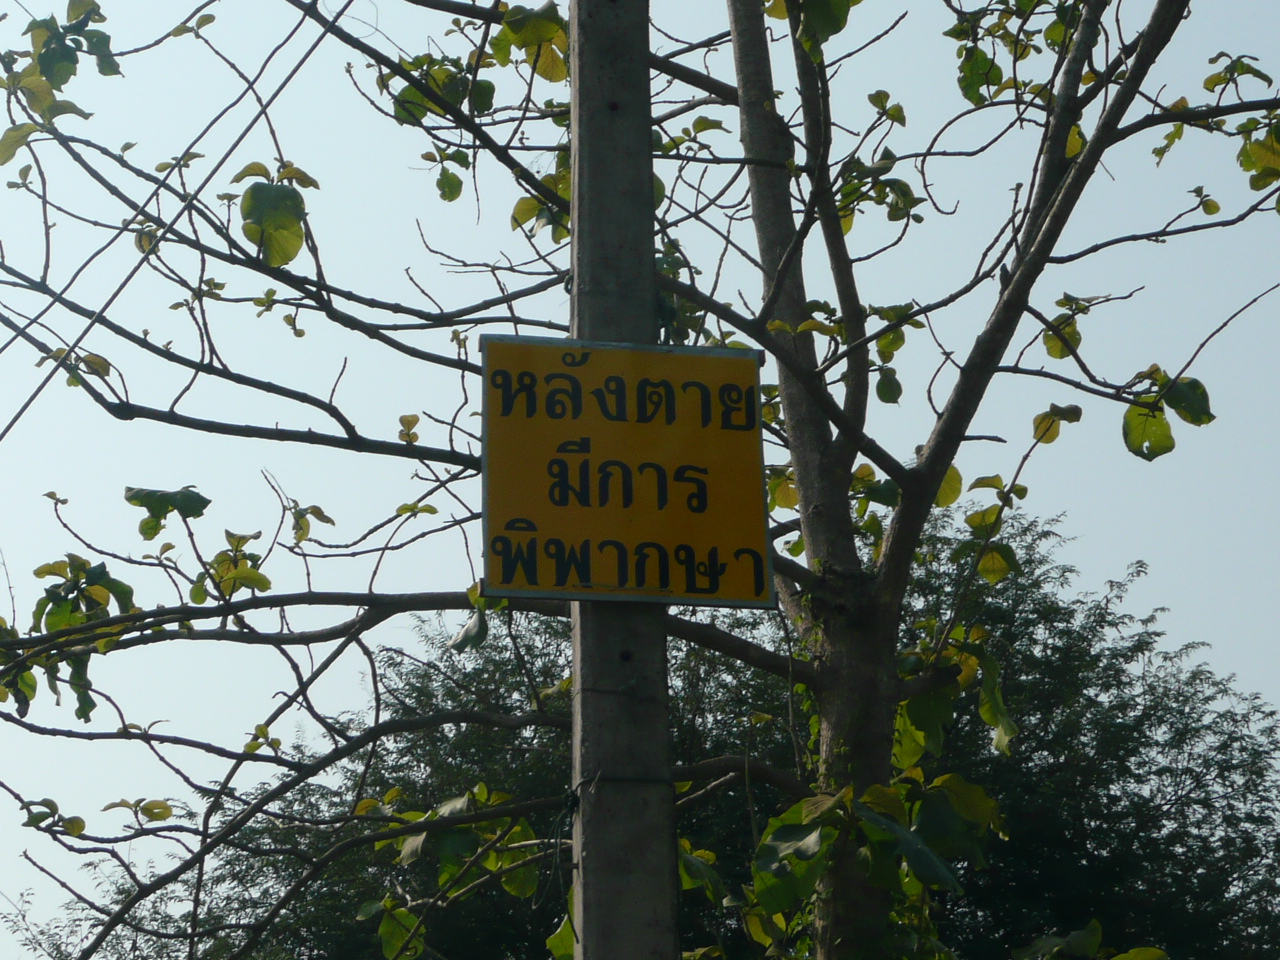 หลังตาย
มีการ
พิพากษา